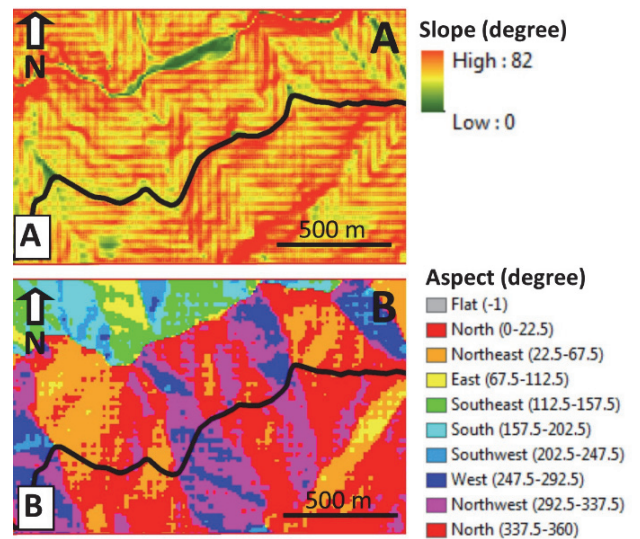 N
A
A
500 m
Slope (degree)
High : 82
Low : 0
N
B
B
500 m
Aspect (degree)
Flat (-1)
North (0-22.5)
Northeast (22.5-67.5)
East (67.5-112.5)
Southeast (112.5-157.5)
South (157.5-202.5)
Southwest (202.5-247.5)
West (247.5-292.5)
Northwest (292.5-337.5)
North (337.5-360)